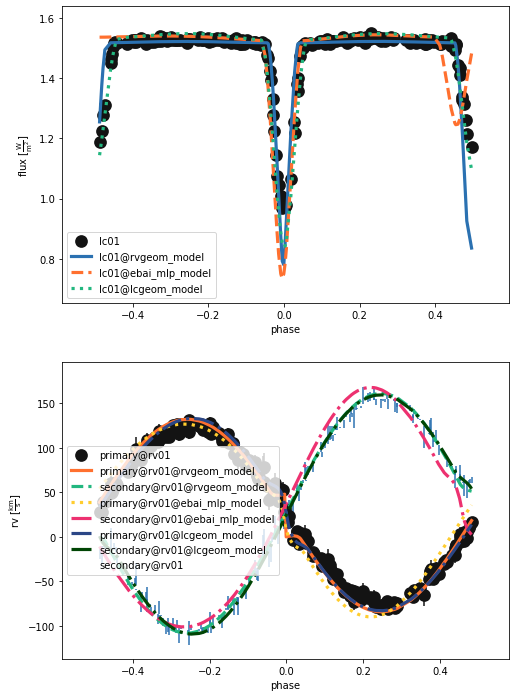 1.6
1.4
1.2
1.0
0.8
flux [W/m²]
lc01
lc01@rvgeom_model
lc01@ebai_mlp_model
lc01@lcgeom_model
−0.4 −0.2 0.0 0.2 0.4
phase
150
100
50
0
−50
−100
rv [km/s]
primary@rv01
primary@rv01@rvgeom_model
secondary@rv01@rvgeom_model
primary@rv01@ebai_mlp_model
secondary@rv01@ebai_mlp_model
primary@rv01@lcgeom_model
secondary@rv01@lcgeom_model
secondary@rv01
−0.4 −0.2 0.0 0.2 0.4
phase